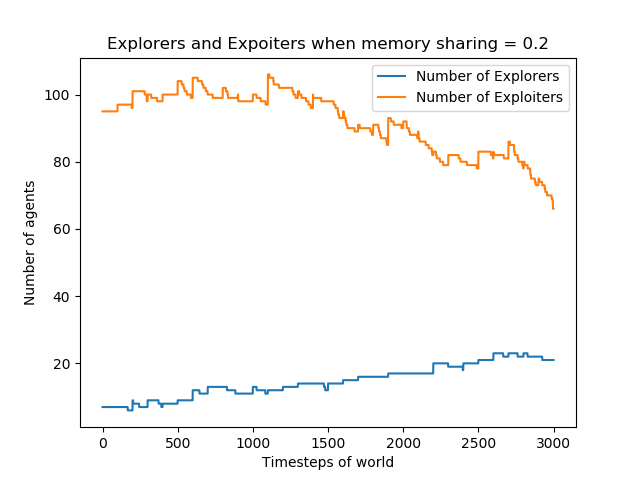 Explorers and Expoiters when memory sharing = 0.2
Number of Explorers
Number of Exploiters
Number of agents
100
80
60
40
20
0 500 1000 1500 2000 2500 3000
Timesteps of world